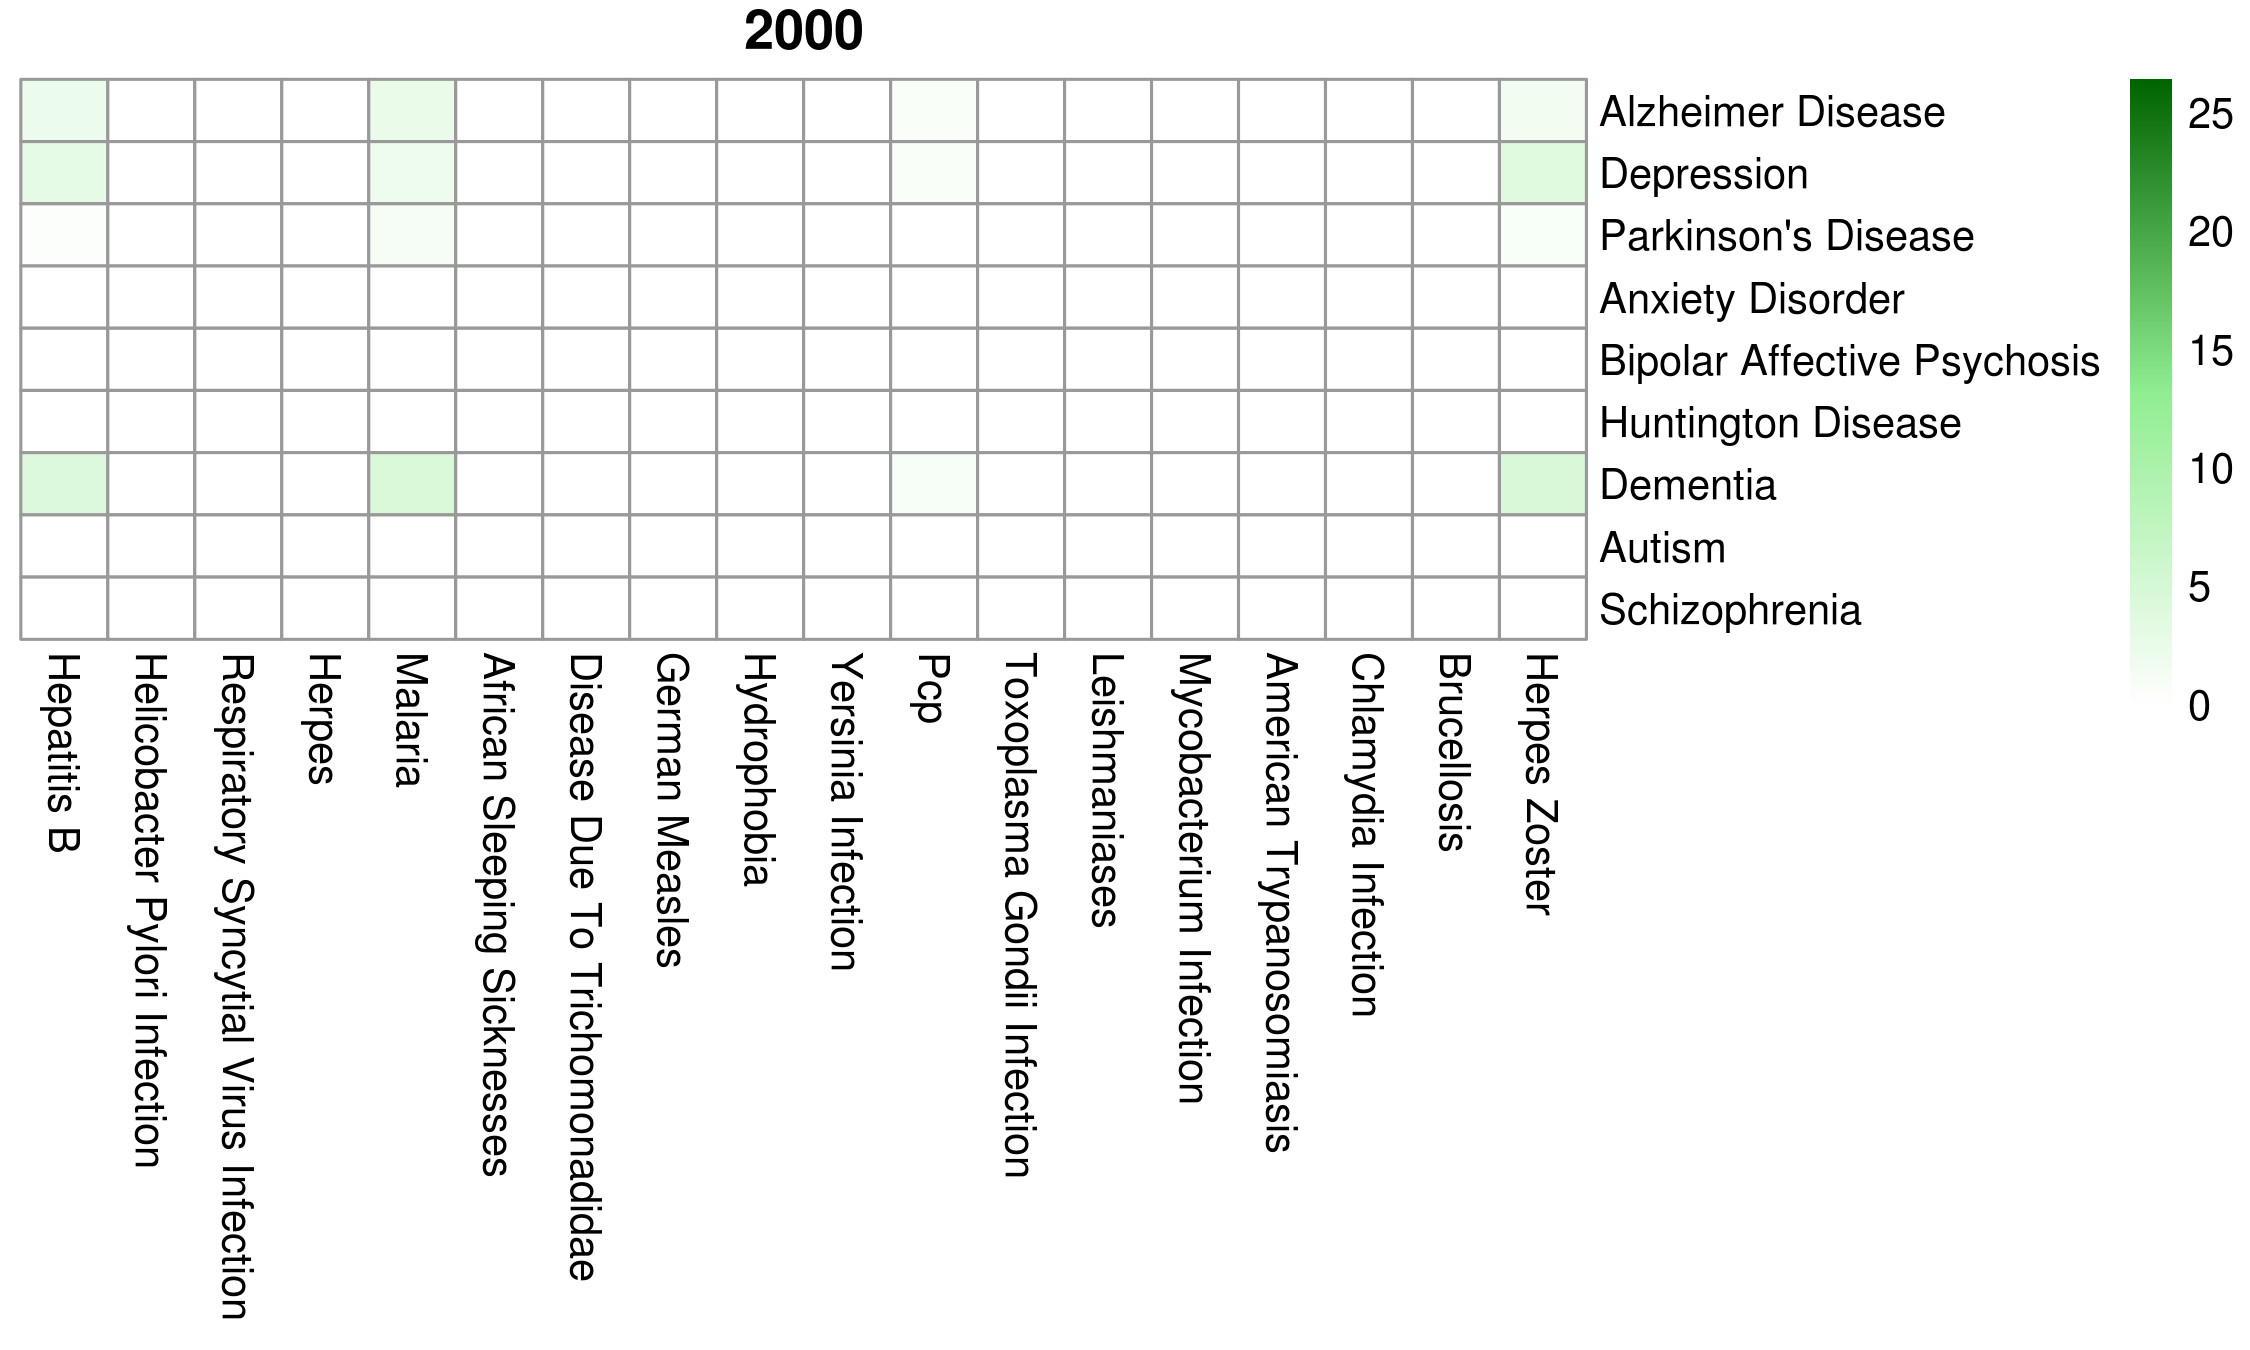 2000
Alzheimer Disease
Depression
Parkinson's Disease
Anxiety Disorder
Bipolar Affective Psychosis
Huntington Disease
Dementia
Autism
Schizophrenia
25
20
15
10
5
0
Hepatitis B
Helicobacter Pylori Infection
Respiratory Syncytial Virus Infection
Herpes
Malaria
African Sleeping Sicknesses
Disease Due To Trichomonadidae
German Measles
Hydrophobia
Yersinia Infection
Pcp
Toxoplasma Gondii Infection
Leishmaniases
Mycobacterium Infection
American Trypanosomiasis
Chlamydia Infection
Brucellosis
Herpes Zoster